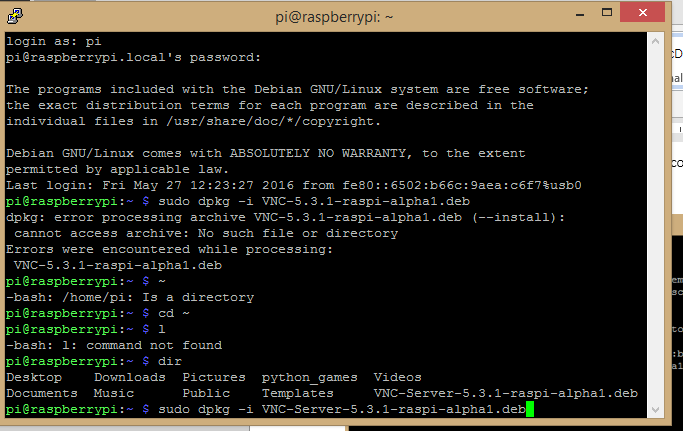 pi@raspberrypi: ~
login as: pi
pi@raspberrypi.local's password:

The programs included with the Debian GNU/Linux system are free software;
the exact distribution terms for each program are described in the
individual files in /usr/share/doc/*/copyright.

Debian GNU/Linux comes with ABSOLUTELY NO WARRANTY, to the extent
permitted by applicable law.
Last login: Fri May 27 12:23:27 2016 from fe80::6502:b66c:9aea:c6f7%usb0
pi@raspberrypi:~ $ sudo dpkg -i VNC-5.3.1-raspi-alpha1.deb
dpkg: error processing archive VNC-5.3.1-raspi-alpha1.deb (--install):
 cannot access archive: No such file or directory
Errors were encountered while processing:
 VNC-5.3.1-raspi-alpha1.deb
pi@raspberrypi:~ $ ~
-bash: /home/pi: Is a directory
pi@raspberrypi:~ $ cd ~
pi@raspberrypi:~ $ l
-bash: l: command not found
pi@raspberrypi:~ $ dir
Desktop    Downloads  Pictures  python_games  Videos
Documents  Music      Public    Templates     VNC-Server-5.3.1-raspi-alpha1.deb
pi@raspberrypi:~ $ sudo dpkg -i VNC-Server-5.3.1-raspi-alpha1.deb